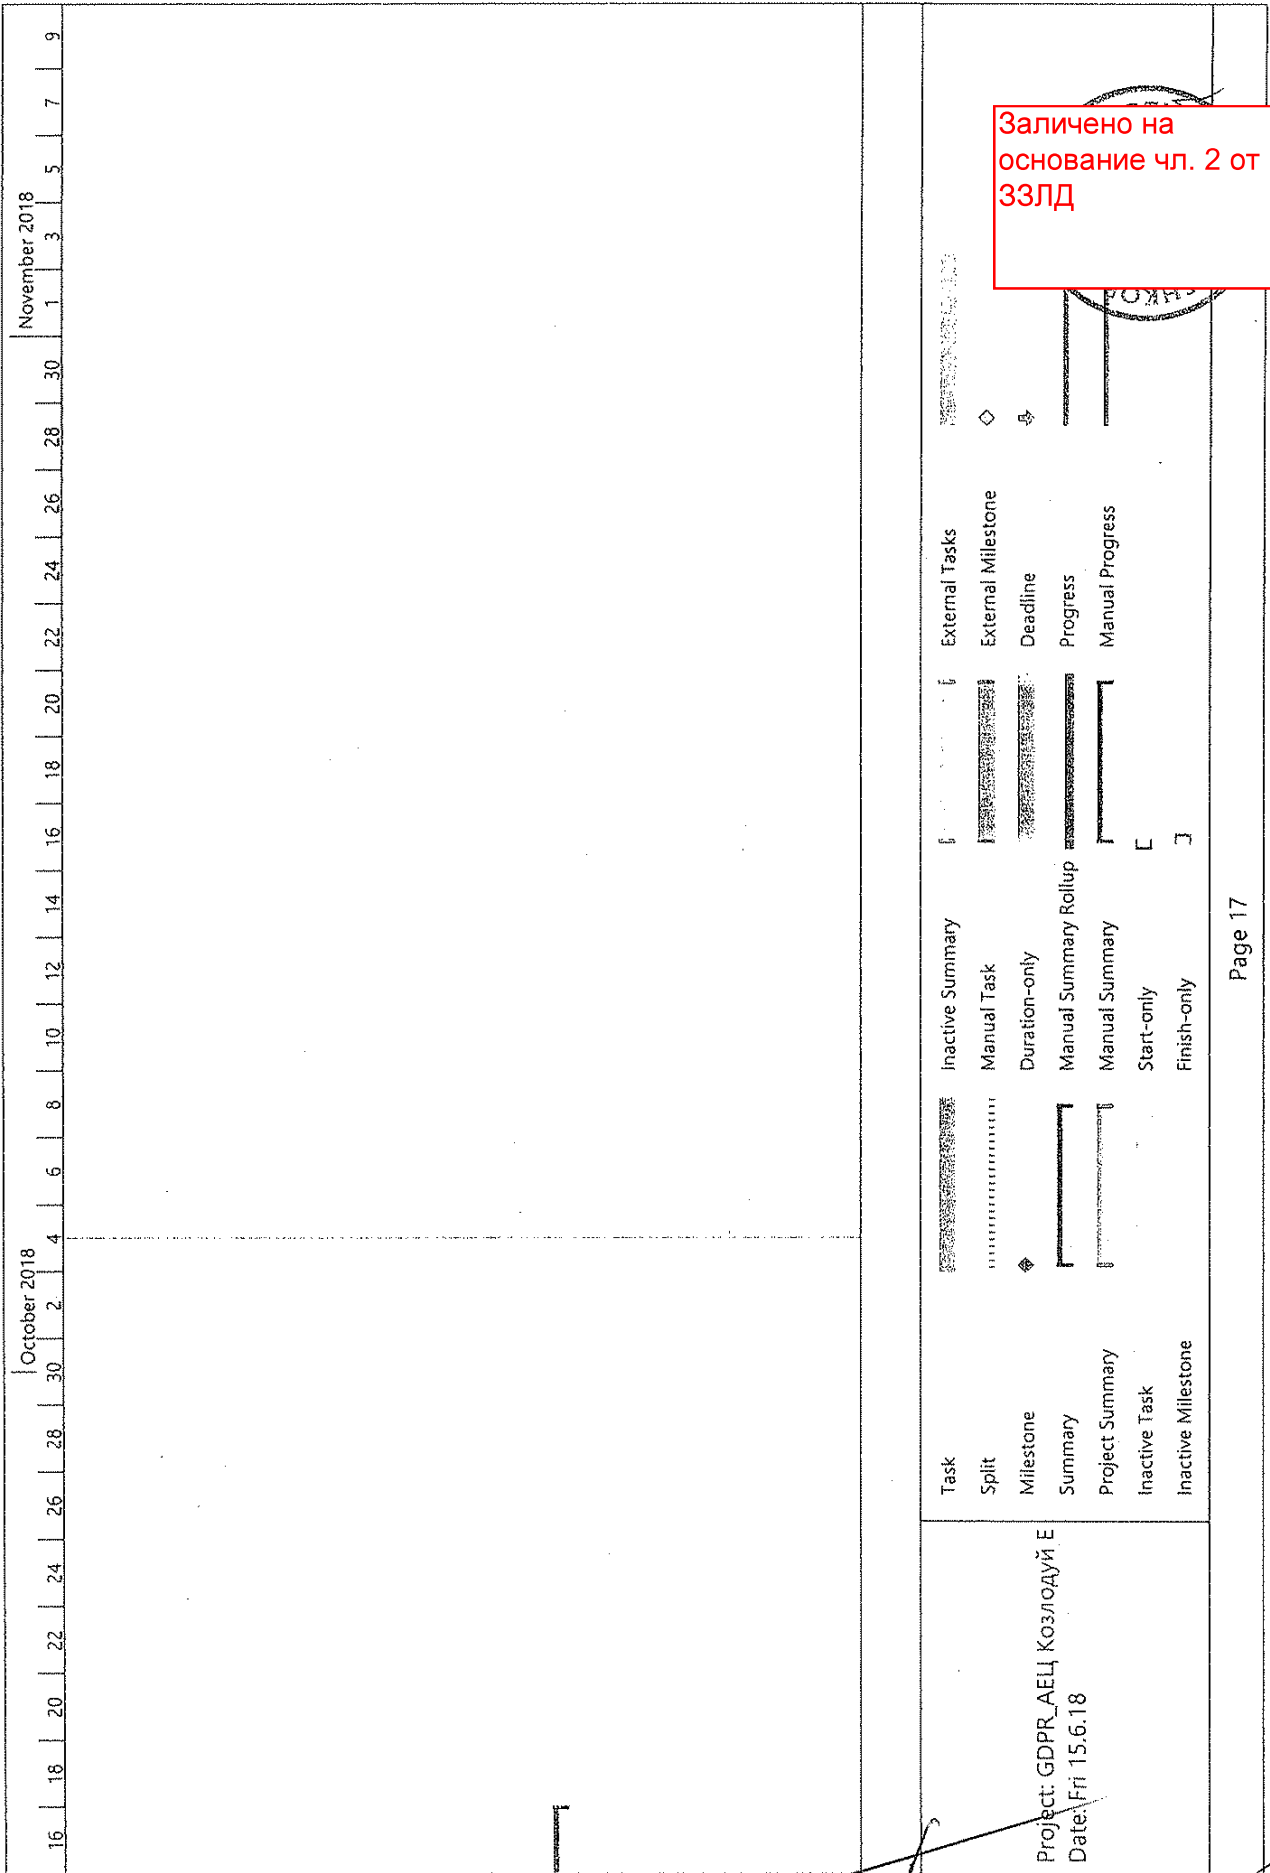 October 2018
November 2018
16 18 20 22 24 26 28 30 2 4 6 8 10 12 14 16 18 20 22 24 26 28 30 1 3 5 7 9
Project: GDPR_АЕЦ Козлодуй Е
Date: Fri 15.6.18
Task
Split
Milestone
Summary
Project Summary
Inactive Task
Inactive Milestone
Inactive Summary
Manual Task
Duration-only
Manual Summary Rollup
Manual Summary
Start-only
Finish-only
External Tasks
External Milestone
Deadline
Progress
Manual Progress
Page 17
Заличено на
основание чл. 2 от
ЗЗЛД